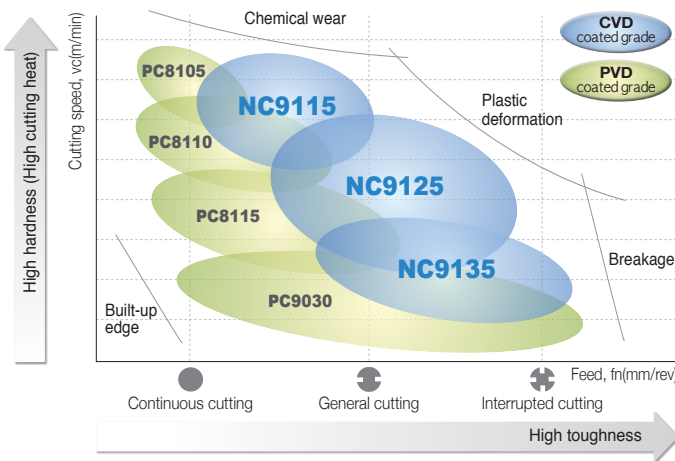 Chemical wear
CVD
coated grade
PVD
coated grade
High hardness (High cutting heat)
Cutting speed, vc(m/min)
PC8105
NC9115
Plastic
deformation
PC8110
NC9125
PC8115
Breakage
NC9135
PC9030
Built-up
edge
Feed, fn(mm/rev)
Continuous cutting
General cutting
Interrupted cutting
High toughness